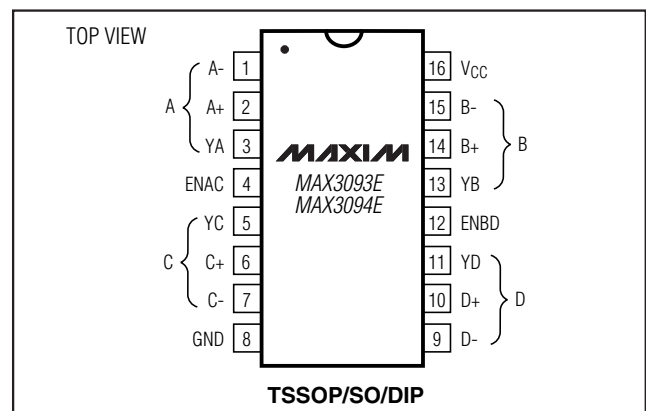 TOP VIEW
A- 1
A+ 2
A
YA 3
ENAC 4
YC 5
C+ 6
C
C- 7
GND 8
MAXIM
MAX3093E
MAX3094E
16 VCC
15 B-
14 B+
B
13 YB
12 ENBD
11 YD
10 D+
D
9 D-
TSSOP/SO/DIP